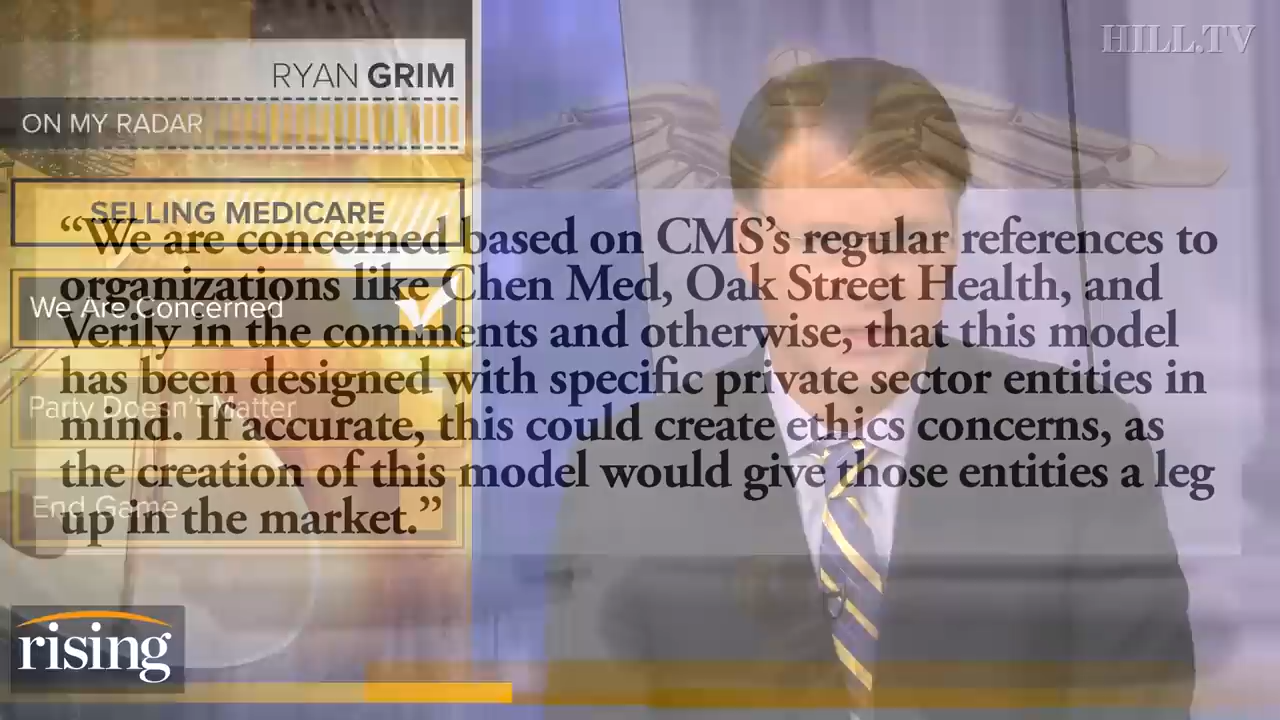 HILL.TV
RYAN GRIM
ON MY RADAR
SELLING MEDICARE
We Are Concerned
Party Doesn't Matter
End Game
“We are concerned based on CMS’s regular references to
organizations like Chen Med, Oak Street Health, and
Verily in the comments and otherwise, that this model
has been designed with specific private sector entities in
mind. If accurate, this could create ethics concerns, as
the creation of this model would give those entities a leg
up in the market.”
rising